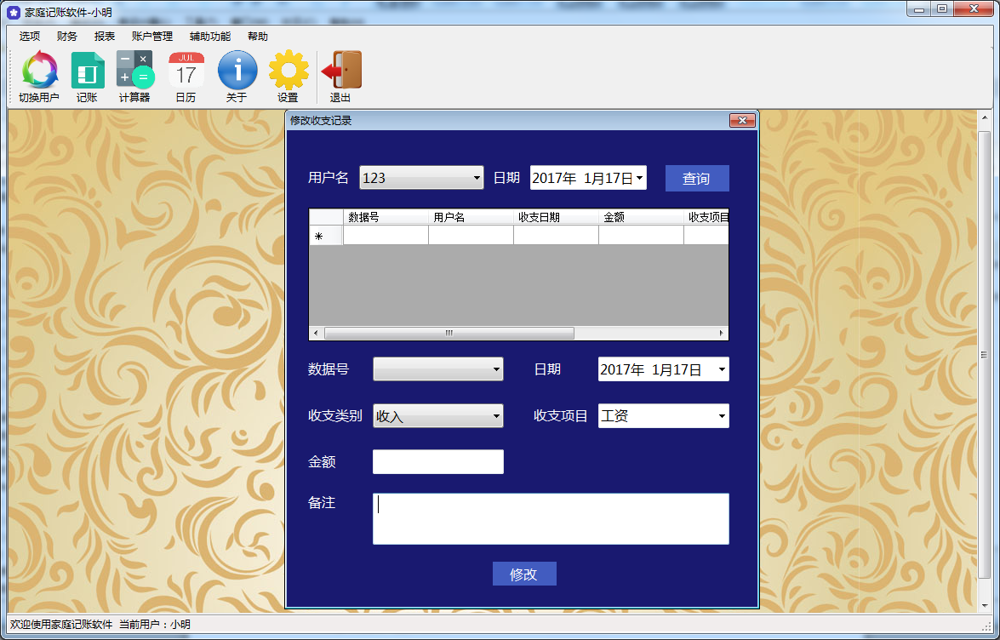 家庭记账软件-小明
选项 财务 报表 账户管理 辅助功能 帮助
JUL
17
切换用户 记账 计算器 日历 关于 设置 退出
修改收支记录
用户名 123 日期 2017年 1月17日 查询
数据号 用户名 收支日期 金额 收支项目
数据号 日期 2017年 1月17日
收支类别 收入 收支项目 工资
金额
备注
修改
欢迎使用家庭记账软件 当前用户：小明